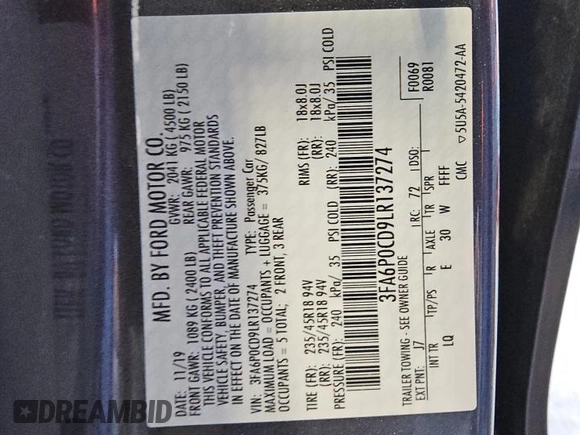 MFD. BY FORD MOTOR CO.
DATE: 11/19 GVWR: 2041 KG ( 4500 LB)
FRONT GAWR: 1089 KG ( 2400 LB) REAR GAWR: 975 KG ( 2150 LB)
THIS VEHICLE CONFORMS TO ALL APPLICABLE FEDERAL MOTOR
VEHICLE SAFETY, BUMPER, AND THEFT PREVENTION STANDARDS
IN EFFECT ON THE DATE OF MANUFACTURE SHOWN ABOVE.
VIN: 3FA6P0CD9LR137274 TYPE: Passenger Car
MAXIMUM LOAD = OCCUPANTS + LUGGAGE = 375KG/ 827LB
OCCUPANTS = 5 TOTAL; 2 FRONT, 3 REAR
TIRE (FR): 235/45R18 94V RIMS (FR): 18x8.0J
(RR): 235/45R18 94V (RR): 18x8.0J
PRESSURE (FR): 240 kPa/ 35 PSI COLD (RR): 240 kPa/ 35 PSI COLD
3FA6P0CD9LR137274
TRAILER TOWING - SEE OWNER GUIDE F0069
EXT PNT: J7 RC: 72 DSO: R0081
INT TR TP/PS R AXLE TR SPR
LQ E 30 W FFFF
CMC ▽5U5A-5420472-AA
DREAMBID